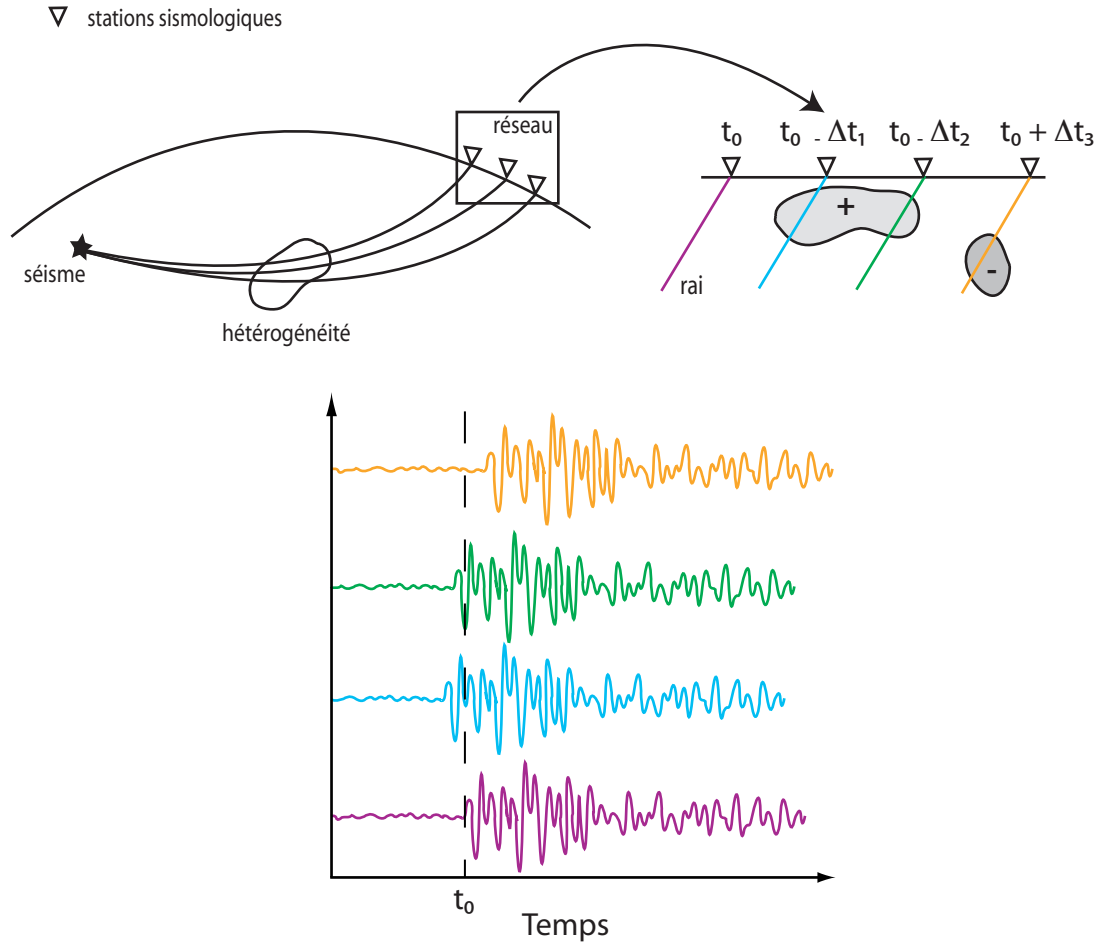 stations sismologiques
réseau
séisme
hétérogénéité
t₀
t₀ - Δt₁
t₀ - Δt₂
t₀ + Δt₃
+
-
rai
t₀
Temps